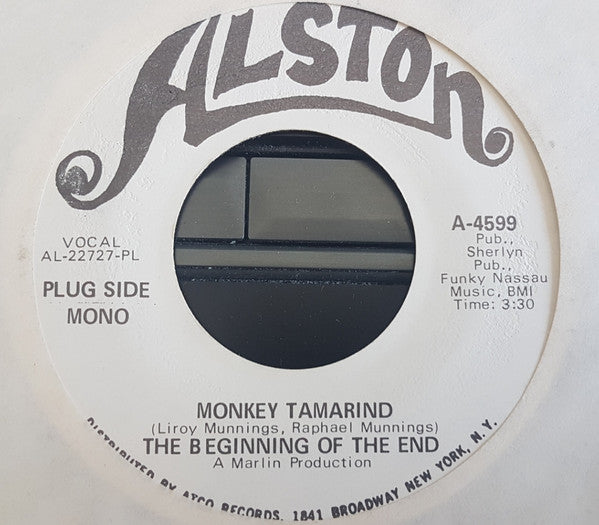 ALSTON
VOCAL
AL-22727-PL
PLUG SIDE
MONO
A-4599
Pub.,
Sherlyn
Pub.,
Funky Nassau
Music, BMI
Time: 3:30
MONKEY TAMARIND
(Liroy Munnings, Raphael Munnings)
THE BEGINNING OF THE END
A Marlin Production
DISTRIBUTED BY ATCO RECORDS, 1841 BROADWAY NEW YORK, N.Y.